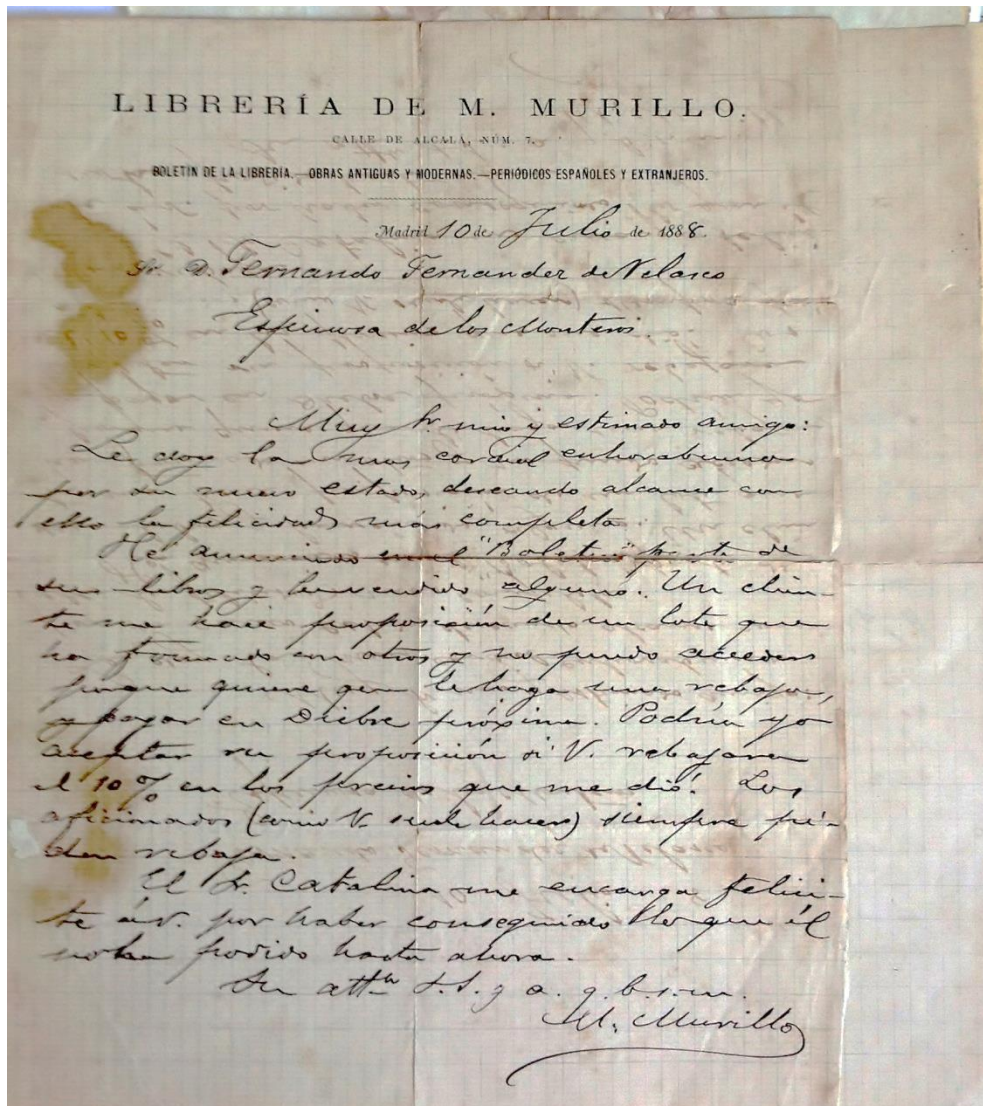 LIBRERÍA DE M. MURILLO.
CALLE DE ALCALÁ, NÚM. 7.
BOLETIN DE LA LIBRERIA.—OBRAS ANTIGUAS Y MODERNAS.—PERIÓDICOS ESPAÑOLES Y EXTRANJEROS.
Madrid 10 de Julio de 1888.
Sr. D. Fernando Fernandez de Velasco
Espinosa de los Monteros.
Muy Sr. mio y estimado amigo:
Le doy la mas cordial enhorabuena
por su nuevo estado, deseando alcance con
ello la felicidad más completa.
He anunciado en el "Boletin" parte de
sus libros y he vendido alguno. Un clien-
te me hace proposición de un lote que
ha formado con otros y no puedo acceder
porque quiere que le haga una rebaja,
y pagar en Dicbre próximo. Podría yo
aceptar su proposición si V. rebajara
el 10 % en los precios que me dió. Los
aficionados (como V. suele hacer) siempre pi-
den rebaja.
El Sr. Catalina me encarga felici-
te á V. por haber conseguido lo que él
no ha podido hasta ahora.
Su atto. S. S. y a. q. b. s. m.
M. Murillo